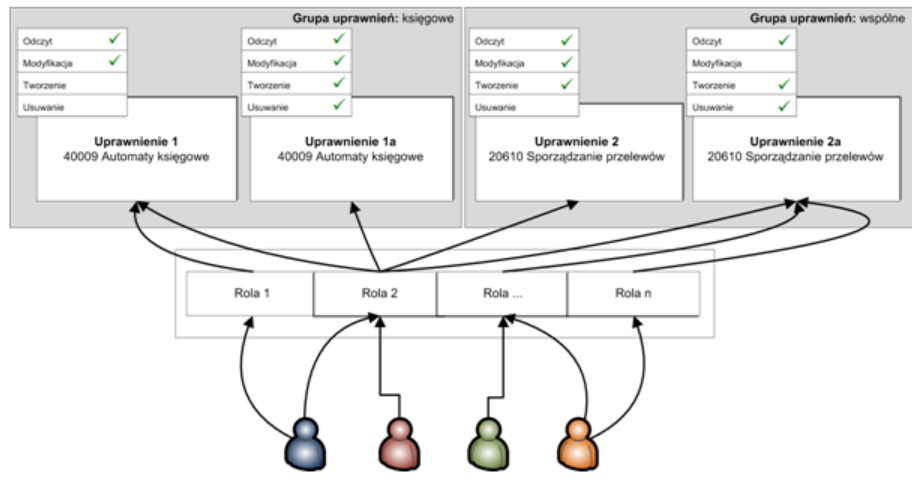 Grupa uprawnień: księgowe
Odczyt
Modyfikacja
Tworzenie
Usuwanie
Uprawnienie 1
40009 Automaty księgowe
Odczyt
Modyfikacja
Tworzenie
Usuwanie
Uprawnienie 1a
40009 Automaty księgowe
Grupa uprawnień: wspólne
Odczyt
Modyfikacja
Tworzenie
Usuwanie
Uprawnienie 2
20610 Sporządzanie przelewów
Odczyt
Modyfikacja
Tworzenie
Usuwanie
Uprawnienie 2a
20610 Sporządzanie przelewów
Rola 1
Rola 2
Rola ...
Rola n